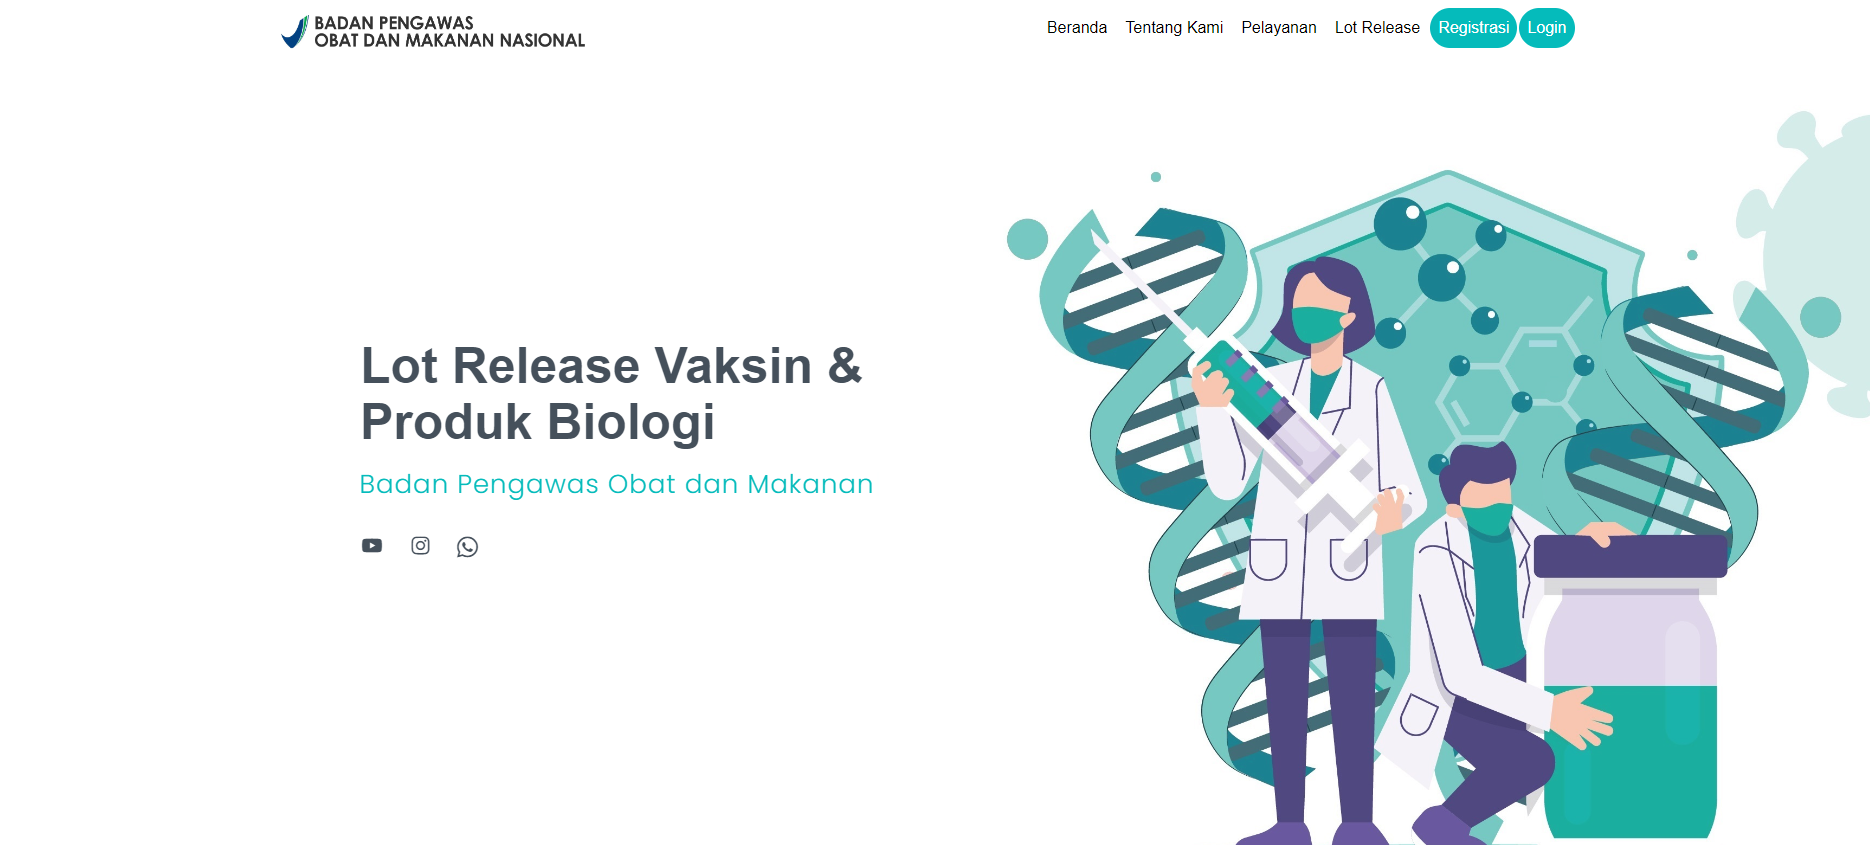 BADAN PENGAWAS
OBAT DAN MAKANAN NASIONAL
Beranda Tentang Kami Pelayanan Lot Release Registrasi Login
Lot Release Vaksin &
Produk Biologi
Badan Pengawas Obat dan Makanan